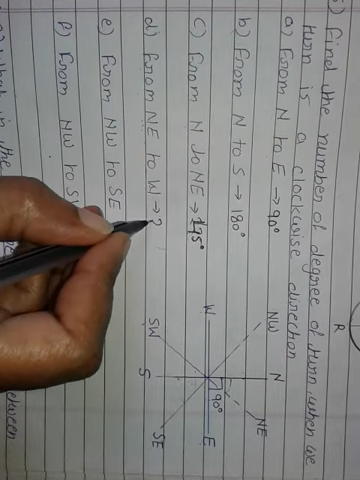 Find the number of degree of turn when we
turn is a clockwise direction
a) From N to E → 90°
b) From N to S → 180°
c) From N to NE → 45°
d) From NE to W → ?
e) From NW to SE
f) From NW to
R
NW
N
NE
W
90°
E
SW
S
SE